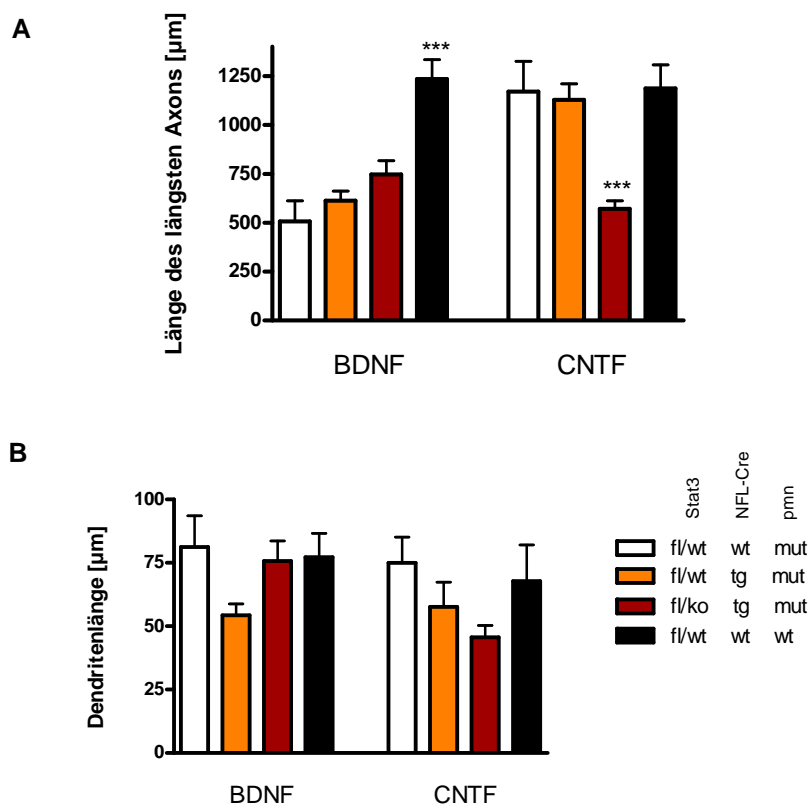 A
Länge des längsten Axons [µm]
1250
1000
750
500
250
0
***
***
BDNF CNTF
B
Dendritenlänge [µm]
100
75
50
25
0
BDNF CNTF
Stat3 NFL-Cre pmn
fl/wt wt mut
fl/wt tg mut
fl/ko tg mut
fl/wt wt wt